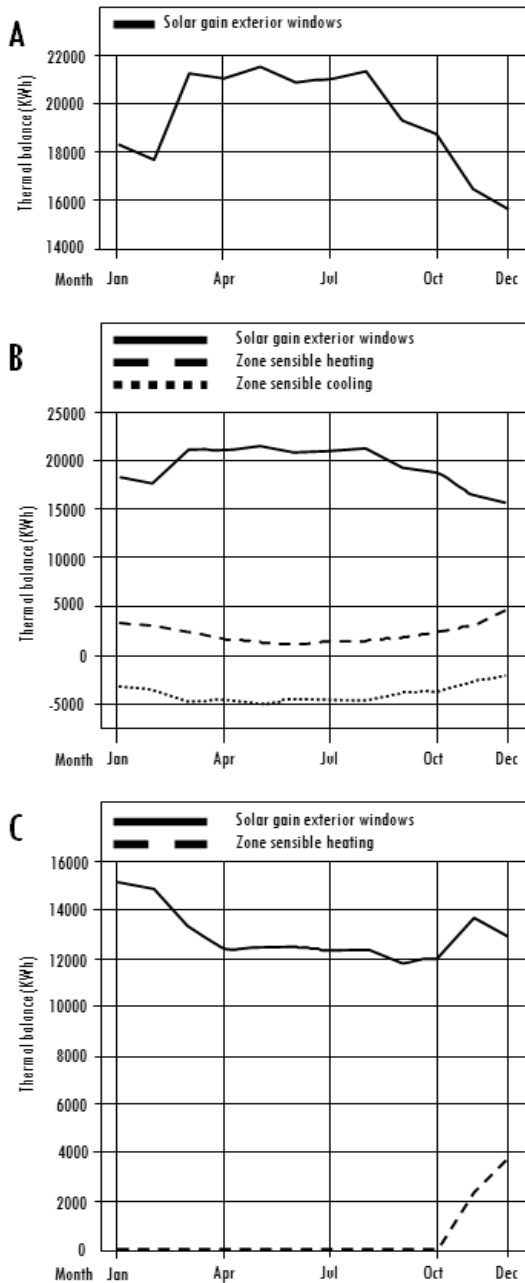 A
Solar gain exterior windows
Thermal balance(KWh)
22000
20000
18000
16000
14000
Month Jan Apr Jul Oct Dec
B
Solar gain exterior windows
Zone sensible heating
Zone sensible cooling
Thermal balance(KWh)
25000
20000
15000
10000
5000
0
-5000
Month Jan Apr Jul Oct Dec
C
Solar gain exterior windows
Zone sensible heating
Thermal balance(KWh)
16000
14000
12000
10000
8000
6000
4000
2000
0
Month Jan Apr Jul Oct Dec